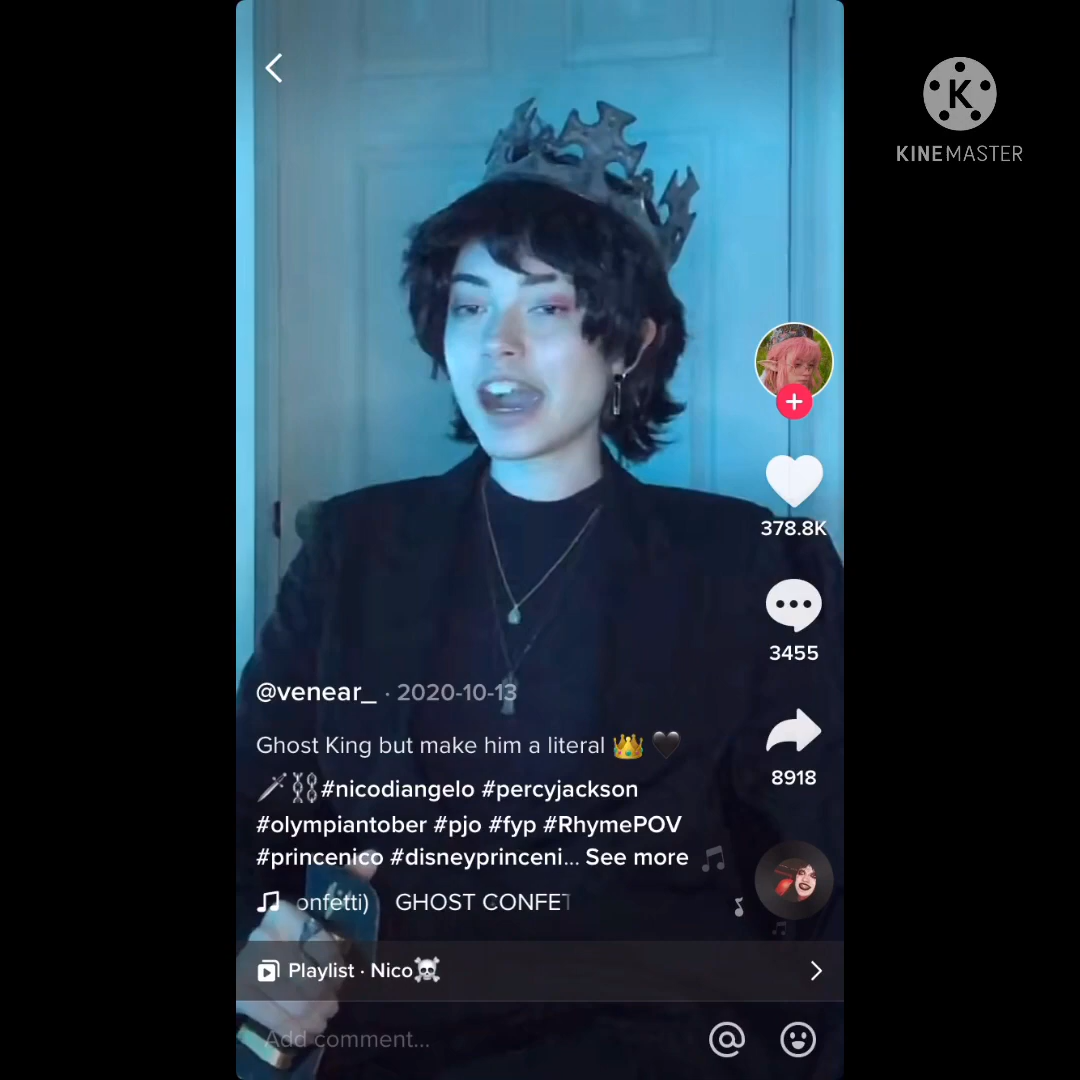 K
KINEMASTER
378.8K
3455
8918
@venear_ · 2020-10-13
Ghost King but make him a literal 👑 🖤
🗡️⛓️#nicodiangelo #percyjackson
#olympiantober #pjo #fyp #RhymePOV
#princenico #disneyprinceni... See more
onfetti) GHOST CONFET
Playlist · Nico☠️
Add comment...